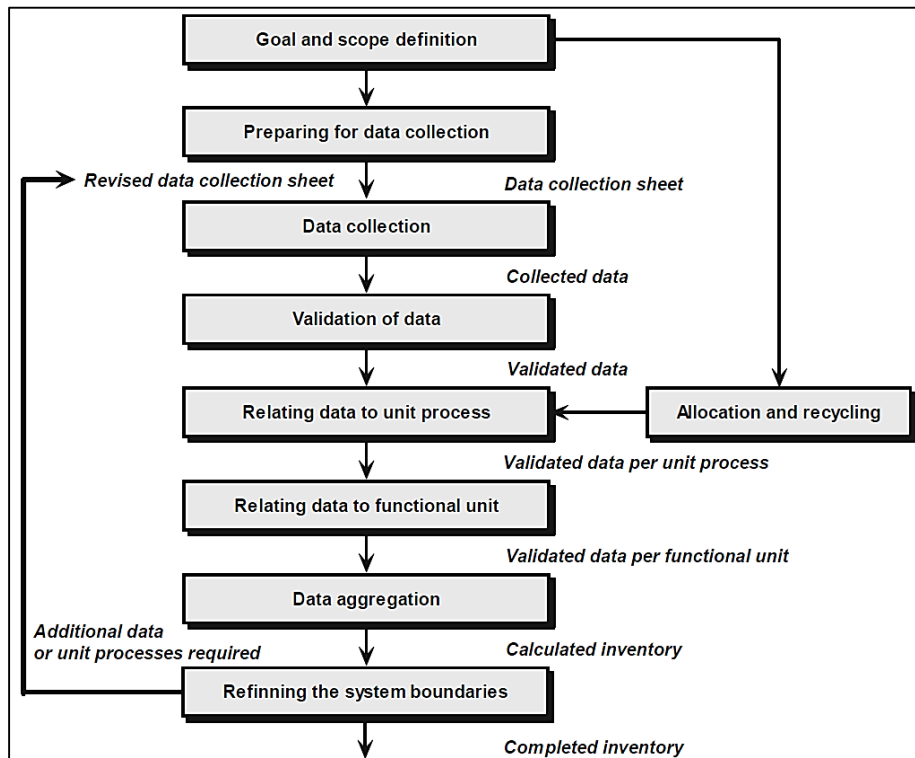 Goal and scope definition
Preparing for data collection
Revised data collection sheet
Data collection sheet
Data collection
Collected data
Validation of data
Validated data
Relating data to unit process
Allocation and recycling
Validated data per unit process
Relating data to functional unit
Validated data per functional unit
Data aggregation
Additional data
or unit processes required
Calculated inventory
Refinning the system boundaries
Completed inventory